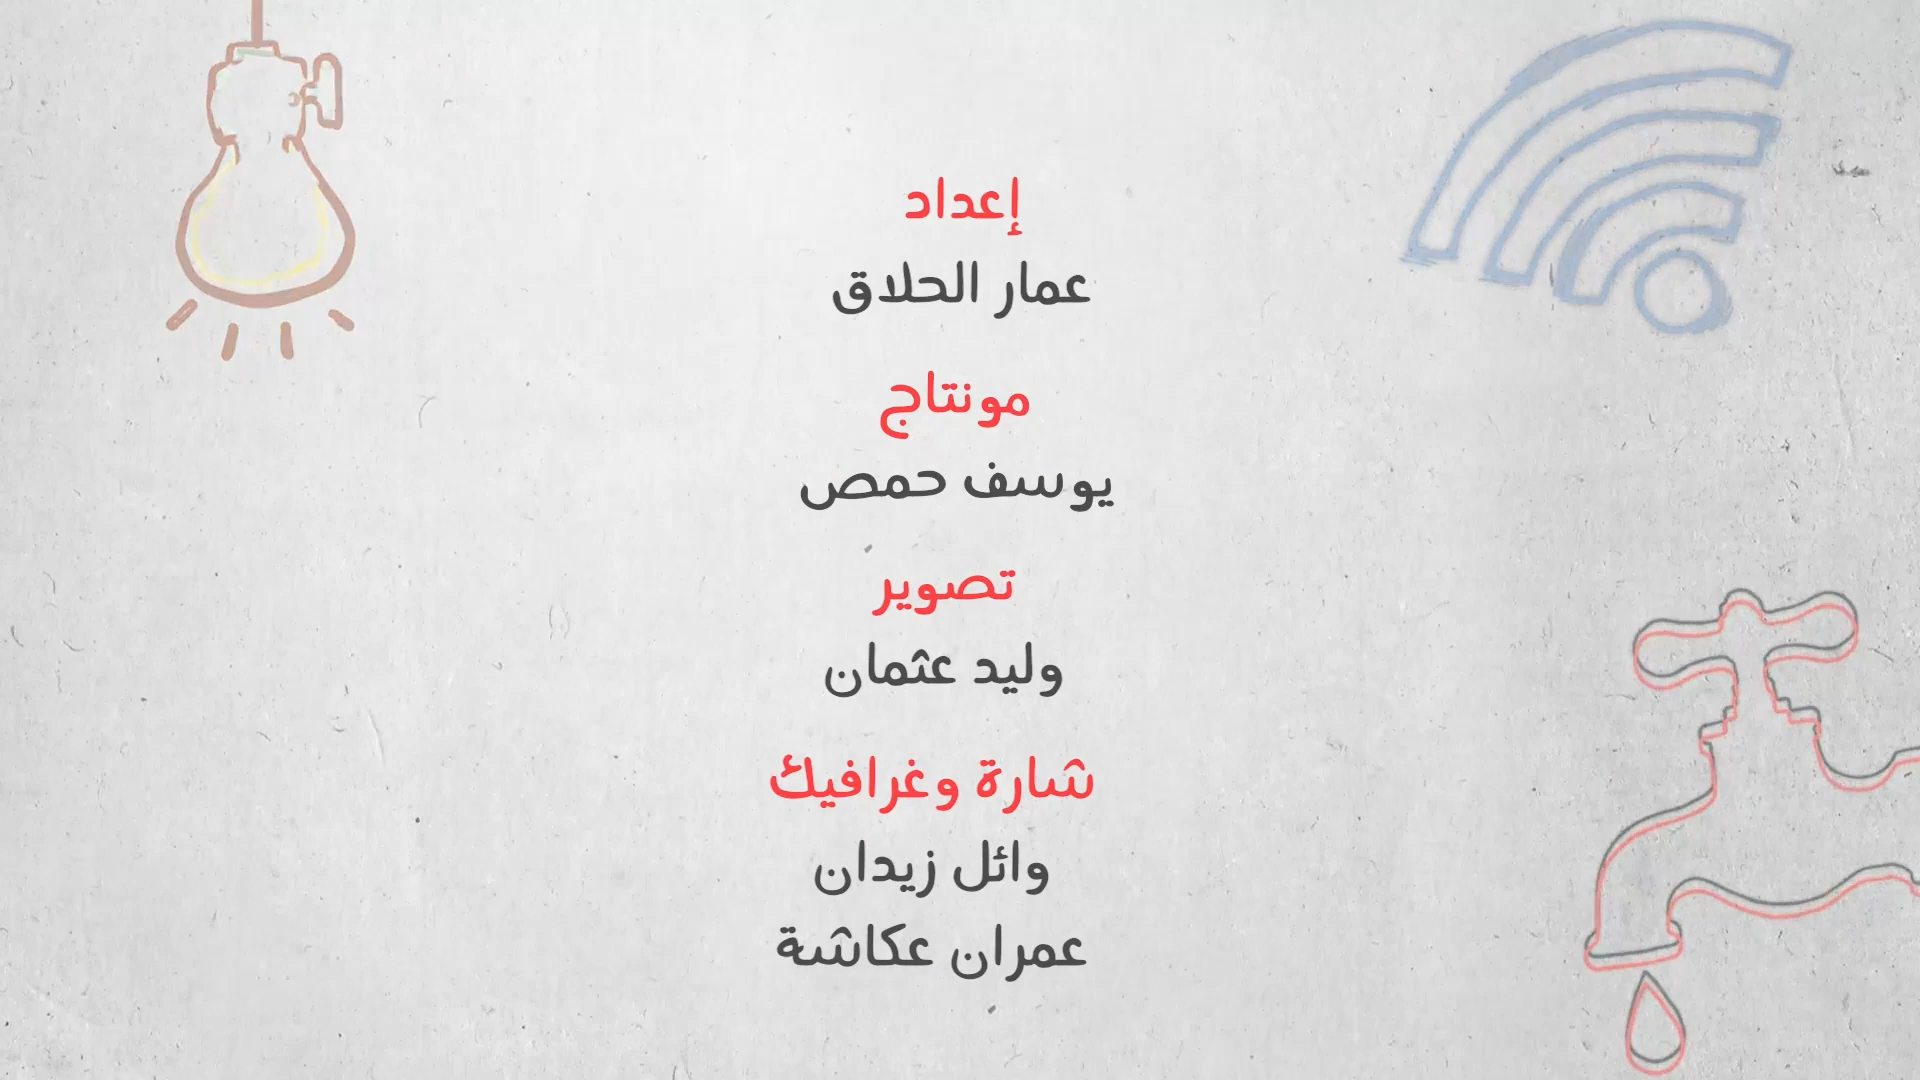 إعداد
عمار الحلاق
مونتاج
يوسف حمص
تصوير
وليد عثمان
شارة وغرافيك
وائل زيدان
عمران عكاشة